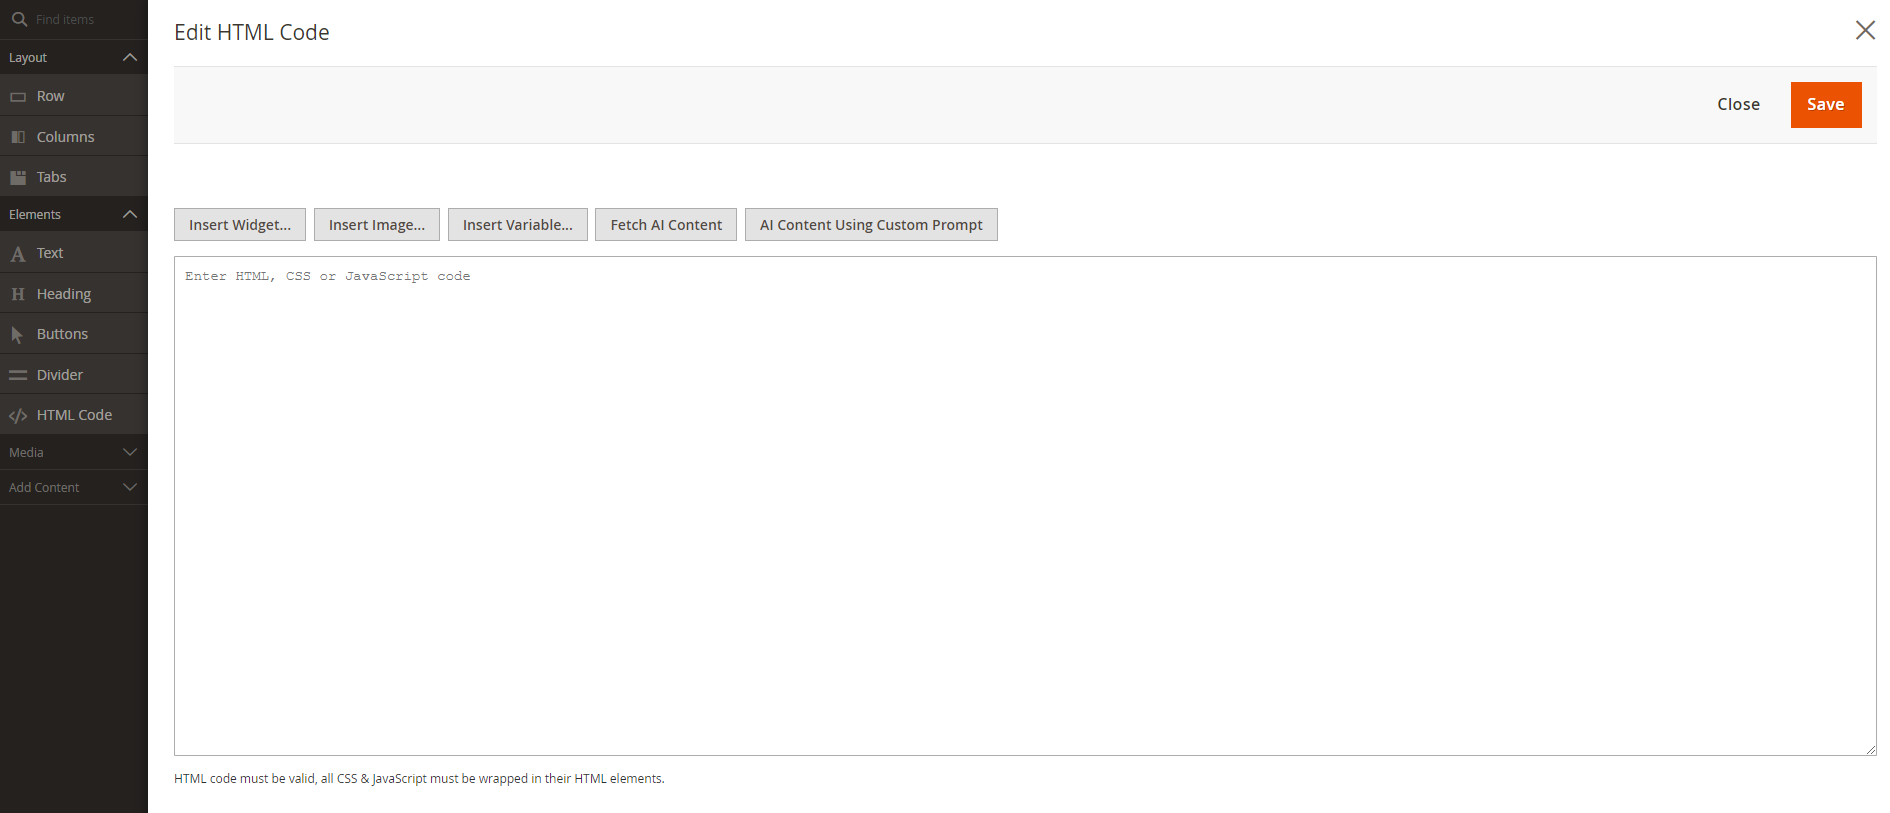 Find items
Layout
Row
Columns
Tabs
Elements
Text
Heading
Buttons
Divider
HTML Code
Media
Add Content
Edit HTML Code
Close
Save
Insert Widget...
Insert Image...
Insert Variable...
Fetch AI Content
AI Content Using Custom Prompt
Enter HTML, CSS or JavaScript code
HTML code must be valid, all CSS & JavaScript must be wrapped in their HTML elements.